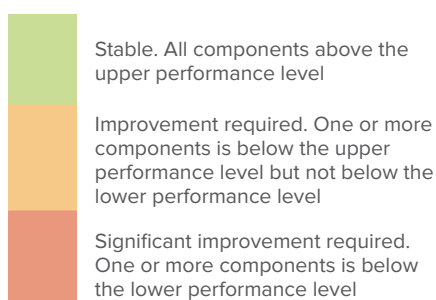 Stable. All components above the
upper performance level
Improvement required. One or more
components is below the upper
performance level but not below the
lower performance level
Significant improvement required.
One or more components is below
the lower performance level